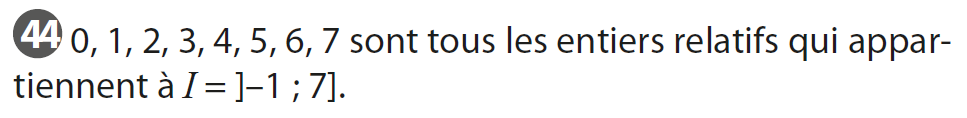 44 0, 1, 2, 3, 4, 5, 6, 7 sont tous les entiers relatifs qui appar-
tiennent à I = ]–1 ; 7].